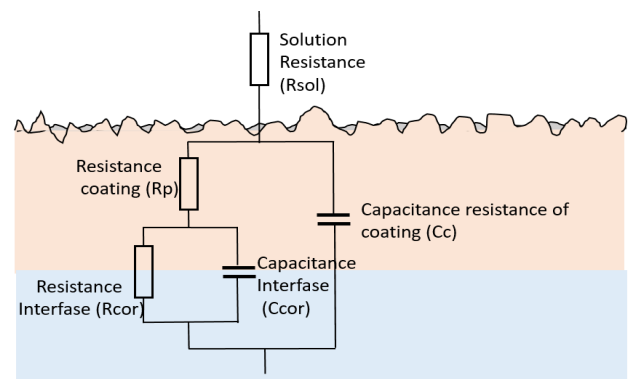 Solution
Resistance
(Rsol)
Resistance
coating (Rp)
Capacitance resistance of
coating (Cc)
Capacitance
Interfase
(Ccor)
Resistance
Interfase (Rcor)